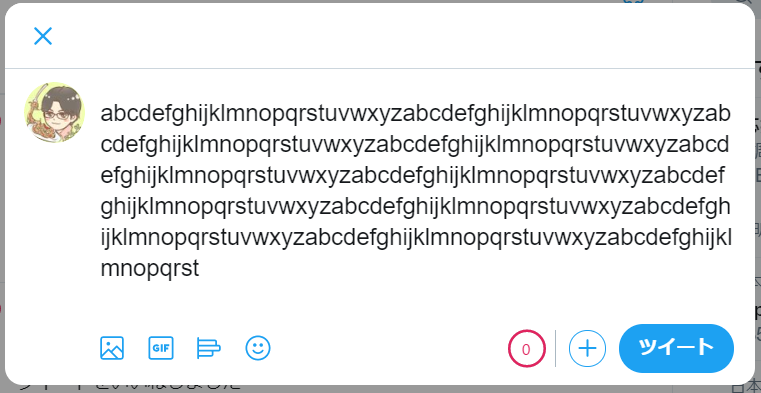 abcdefghijklmnopqrstuvwxyzabcdefghijklmnopqrstuvwxyzab
cdefghijklmnopqrstuvwxyzabcdefghijklmnopqrstuvwxyzabcd
efghijklmnopqrstuvwxyzabcdefghijklmnopqrstuvwxyzabcdef
ghijklmnopqrstuvwxyzabcdefghijklmnopqrstuvwxyzabcdefgh
ijklmnopqrstuvwxyzabcdefghijklmnopqrstuvwxyzabcdefghijkl
mnopqrst
GIF
0
ツイート